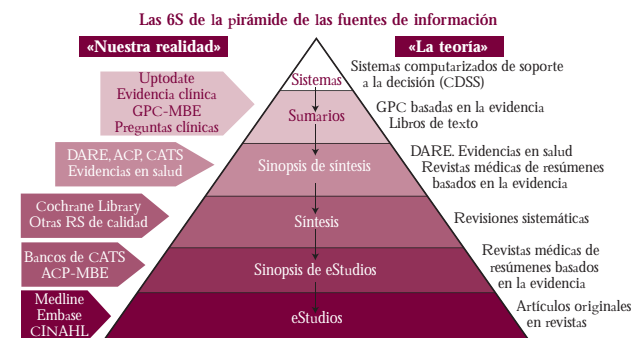 Las 6S de la pirámide de las fuentes de información
«Nuestra realidad»
«La teoría»
Sistemas
Sistemas computarizados de soporte
a la decisión (CDSS)
Uptodate
Evidencia clínica
GPC-MBE
Preguntas clínicas
Sumarios
GPC basadas en la evidencia
Libros de texto
DARE, ACP, CATS
Evidencias en salud
Sinopsis de síntesis
DARE. Evidencias en salud
Revistas médicas de resúmenes
basados en la evidencia
Cochrane Library
Otras RS de calidad
Síntesis
Revisiones sistemáticas
Bancos de CATS
ACP-MBE
Sinopsis de eStudios
Revistas médicas de
resúmenes basados
en la evidencia
Medline
Embase
CINAHL
eStudios
Artículos originales
en revistas